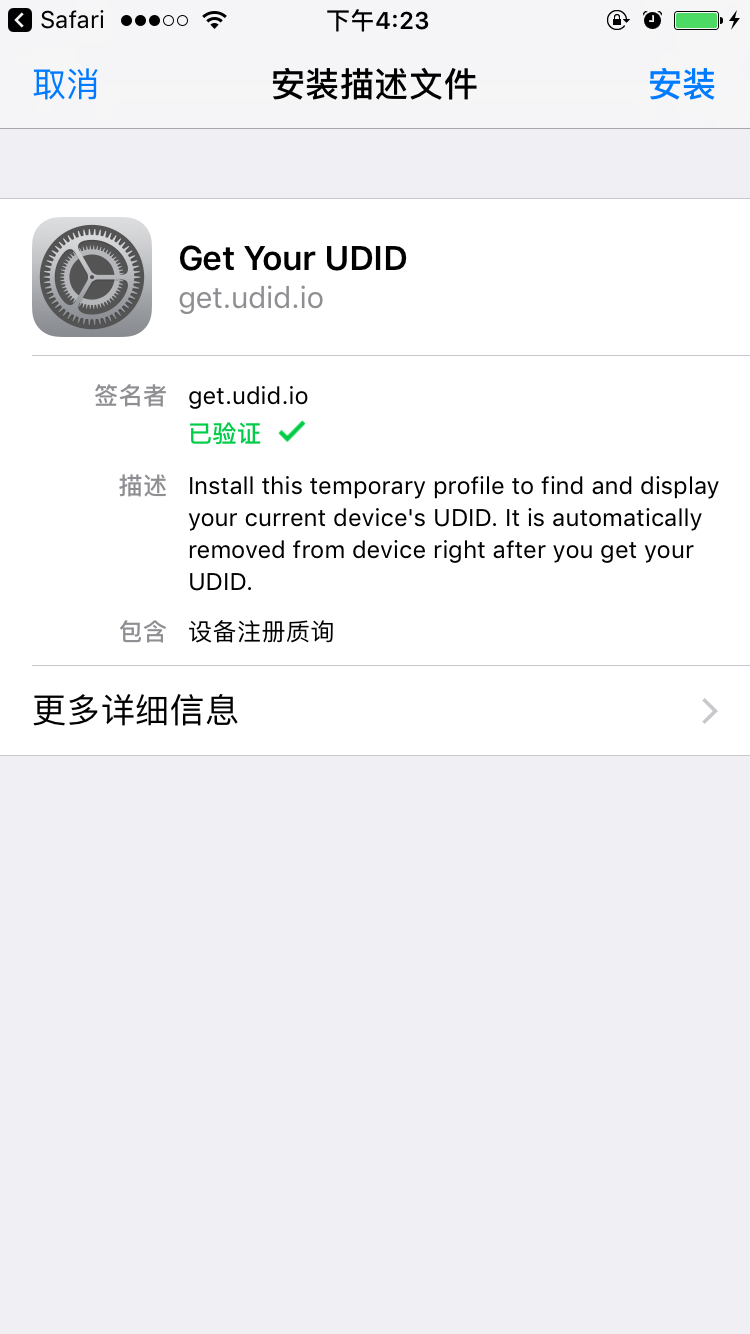 Safari 下午4:23
取消 安装描述文件 安装
Get Your UDID
get.udid.io
签名者 get.udid.io
已验证
描述 Install this temporary profile to find and display
your current device's UDID. It is automatically
removed from device right after you get your
UDID.
包含 设备注册质询
更多详细信息